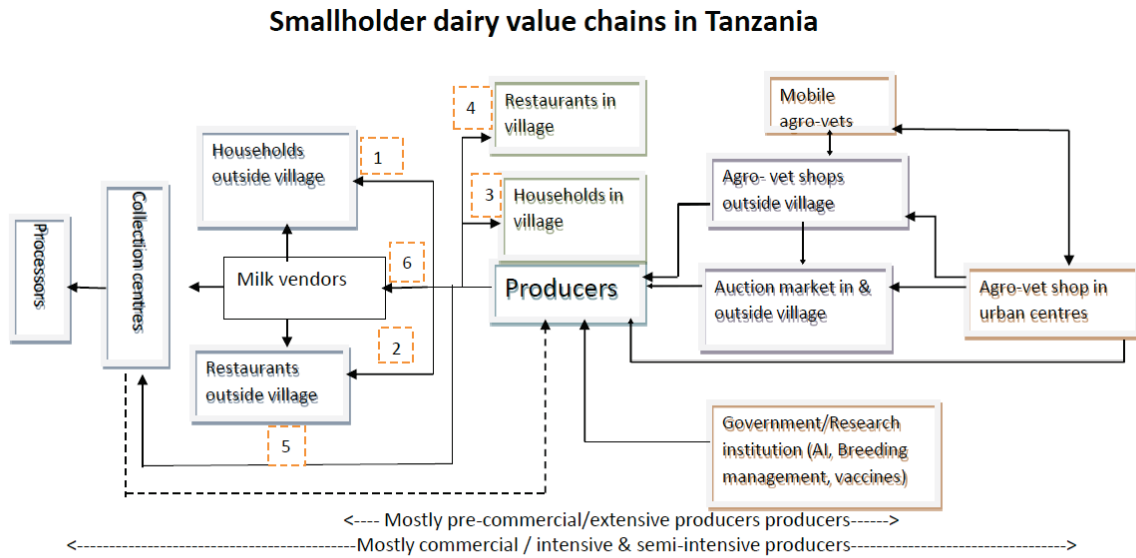 Smallholder dairy value chains in Tanzania
Processors
Collection centres
Households
outside village
1
Milk vendors
6
Restaurants
outside village
2
5
4
Restaurants in
village
3
Households in
village
Producers
Mobile
agro-vets
Agro- vet shops
outside village
Auction market in &
outside village
Agro-vet shop in
urban centres
Government/Research
institution (AI, Breeding
management, vaccines)
<---- Mostly pre-commercial/extensive producers producers------>
<---------------------------------------Mostly commercial / intensive & semi-intensive producers------------------------------>